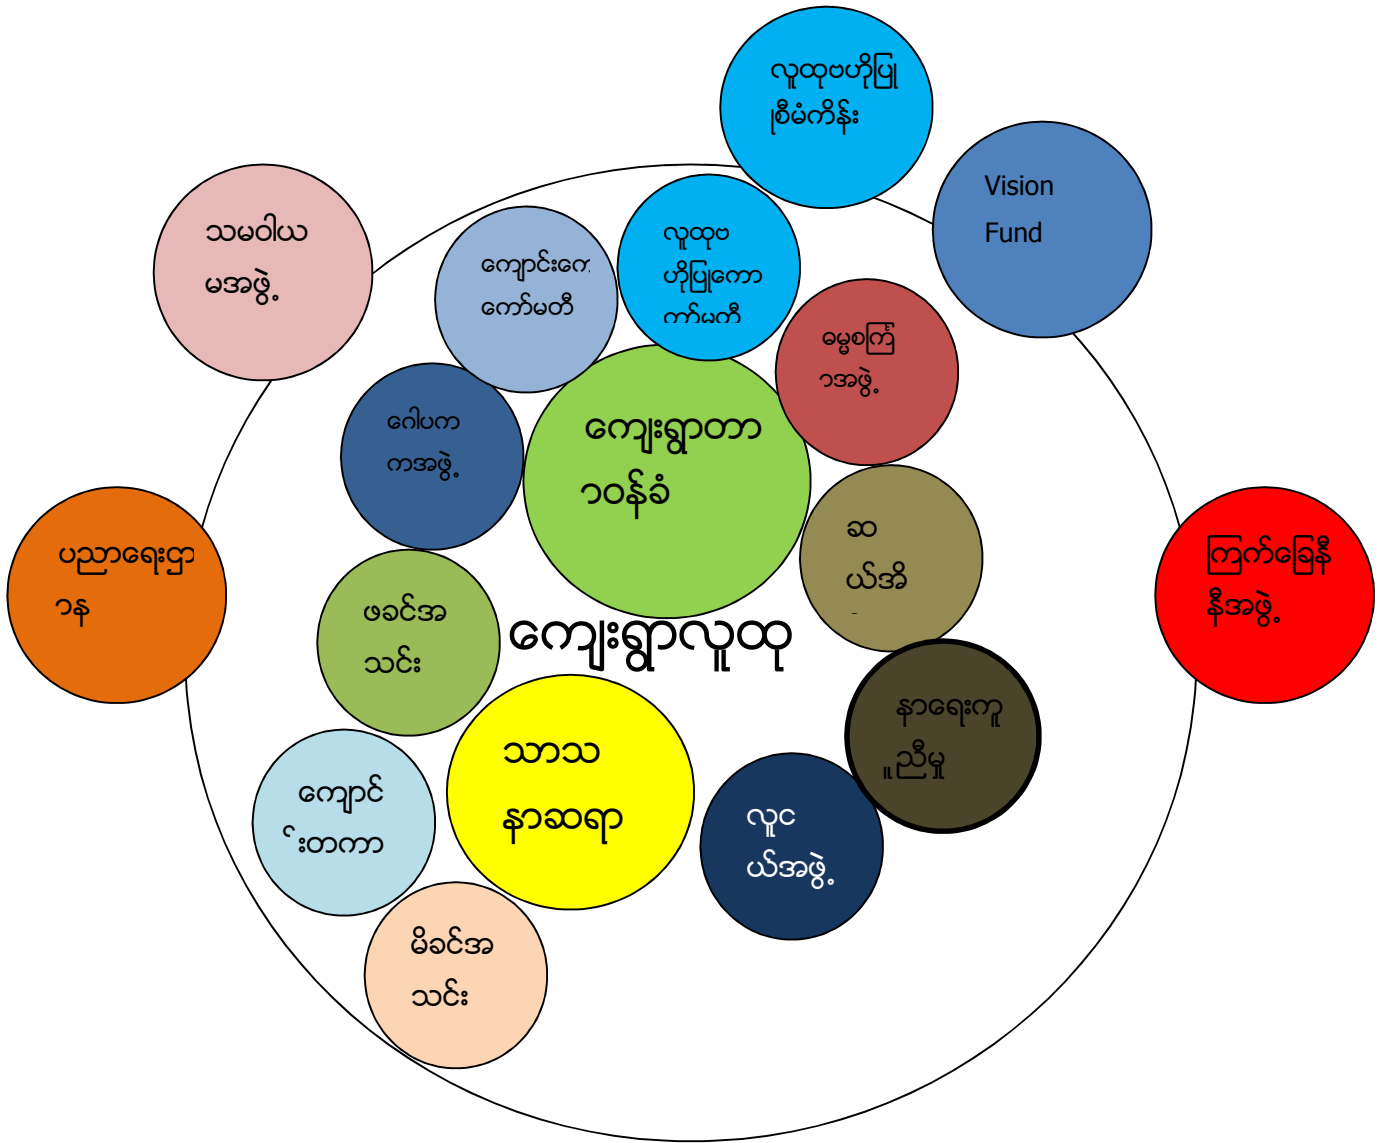 လူထုဗဟိုပြု
ုစီမံကိန်း
Vision
Fund
သမဝါယ
မအဖွဲ့
ကျောင်းကော
ကော်မတီ
လူထုဗ
ဟိုပြုကော
ကော်မတီ
ဓမ္မစင်္ကြ
ာအဖွဲ့
ဂေါပက
ကအဖွဲ့
ကျေးရွာတာ
ာဝန်ခံ
ဆ
ယ်အိ
ပညာရေးဌာ
ာန
ကြက်ခြေနီ
နီအဖွဲ့
ဖခင်အ
သင်း
ကျေးရွာလူထု
နာရေးကူ
ူညီမှု
သာသ
နာဆရာ
ကျောင်
်းတကာ
လူင
ယ်အဖွဲ့
မိခင်အ
သင်း